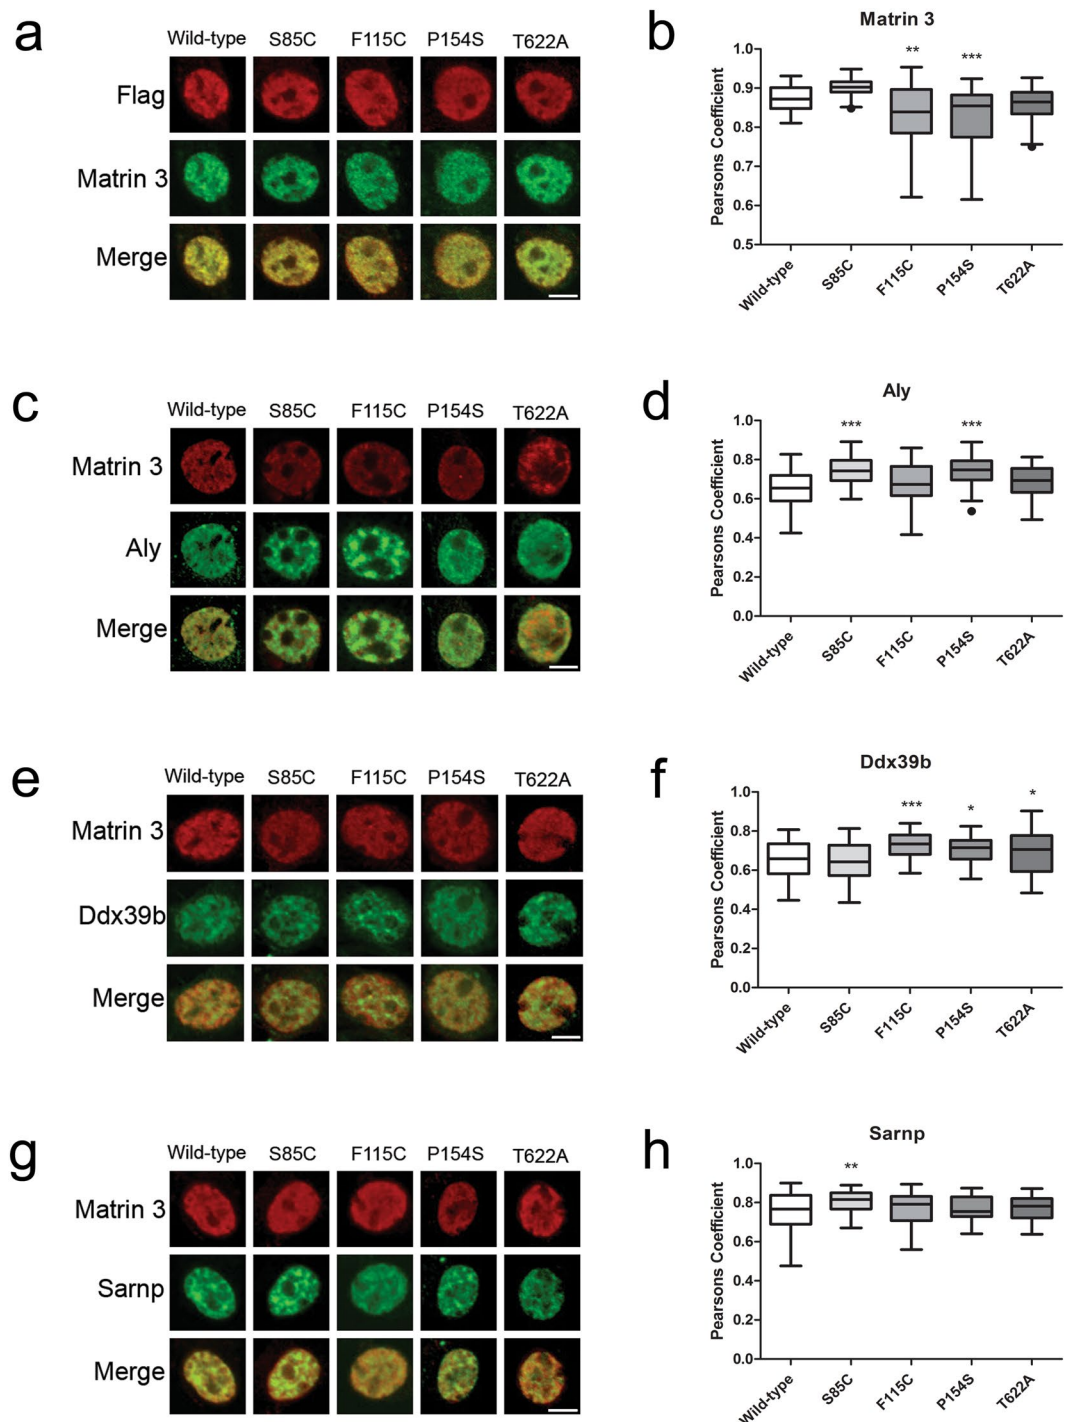 a
Wild-type S85C F115C P154S T622A
Flag
Matrin 3
Merge
b
Matrin 3
** ***
Pearsons Coefficient
1.0
0.9
0.8
0.7
0.6
0.5
Wild-type S85C F115C P154S T622A
c
Wild-type S85C F115C P154S T622A
Matrin 3
Aly
Merge
d
Aly
*** ***
Pearsons Coefficient
1.0
0.8
0.6
0.4
0.2
0.0
Wild-type S85C F115C P154S T622A
e
Wild-type S85C F115C P154S T622A
Matrin 3
Ddx39b
Merge
f
Ddx39b
*** * *
Pearsons Coefficient
1.0
0.8
0.6
0.4
0.2
0.0
Wild-type S85C F115C P154S T622A
g
Wild-type S85C F115C P154S T622A
Matrin 3
Sarnp
Merge
h
Sarnp
**
Pearsons Coefficient
1.0
0.8
0.6
0.4
0.2
0.0
Wild-type S85C F115C P154S T622A